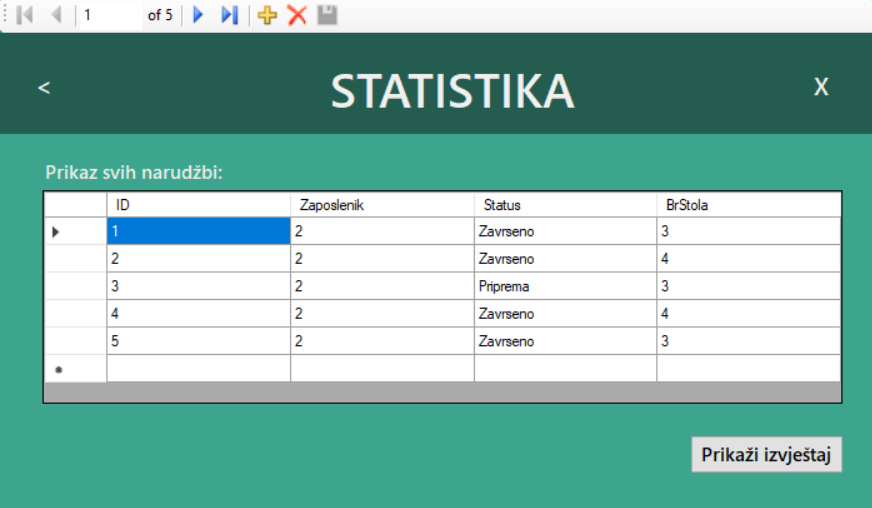 1 of 5
< STATISTIKA X
Prikaz svih narudžbi:
ID Zaposlenik Status BrStola
1 2 Zavrseno 3
2 2 Zavrseno 4
3 2 Priprema 3
4 2 Zavrseno 4
5 2 Zavrseno 3
Prikaži izvještaj